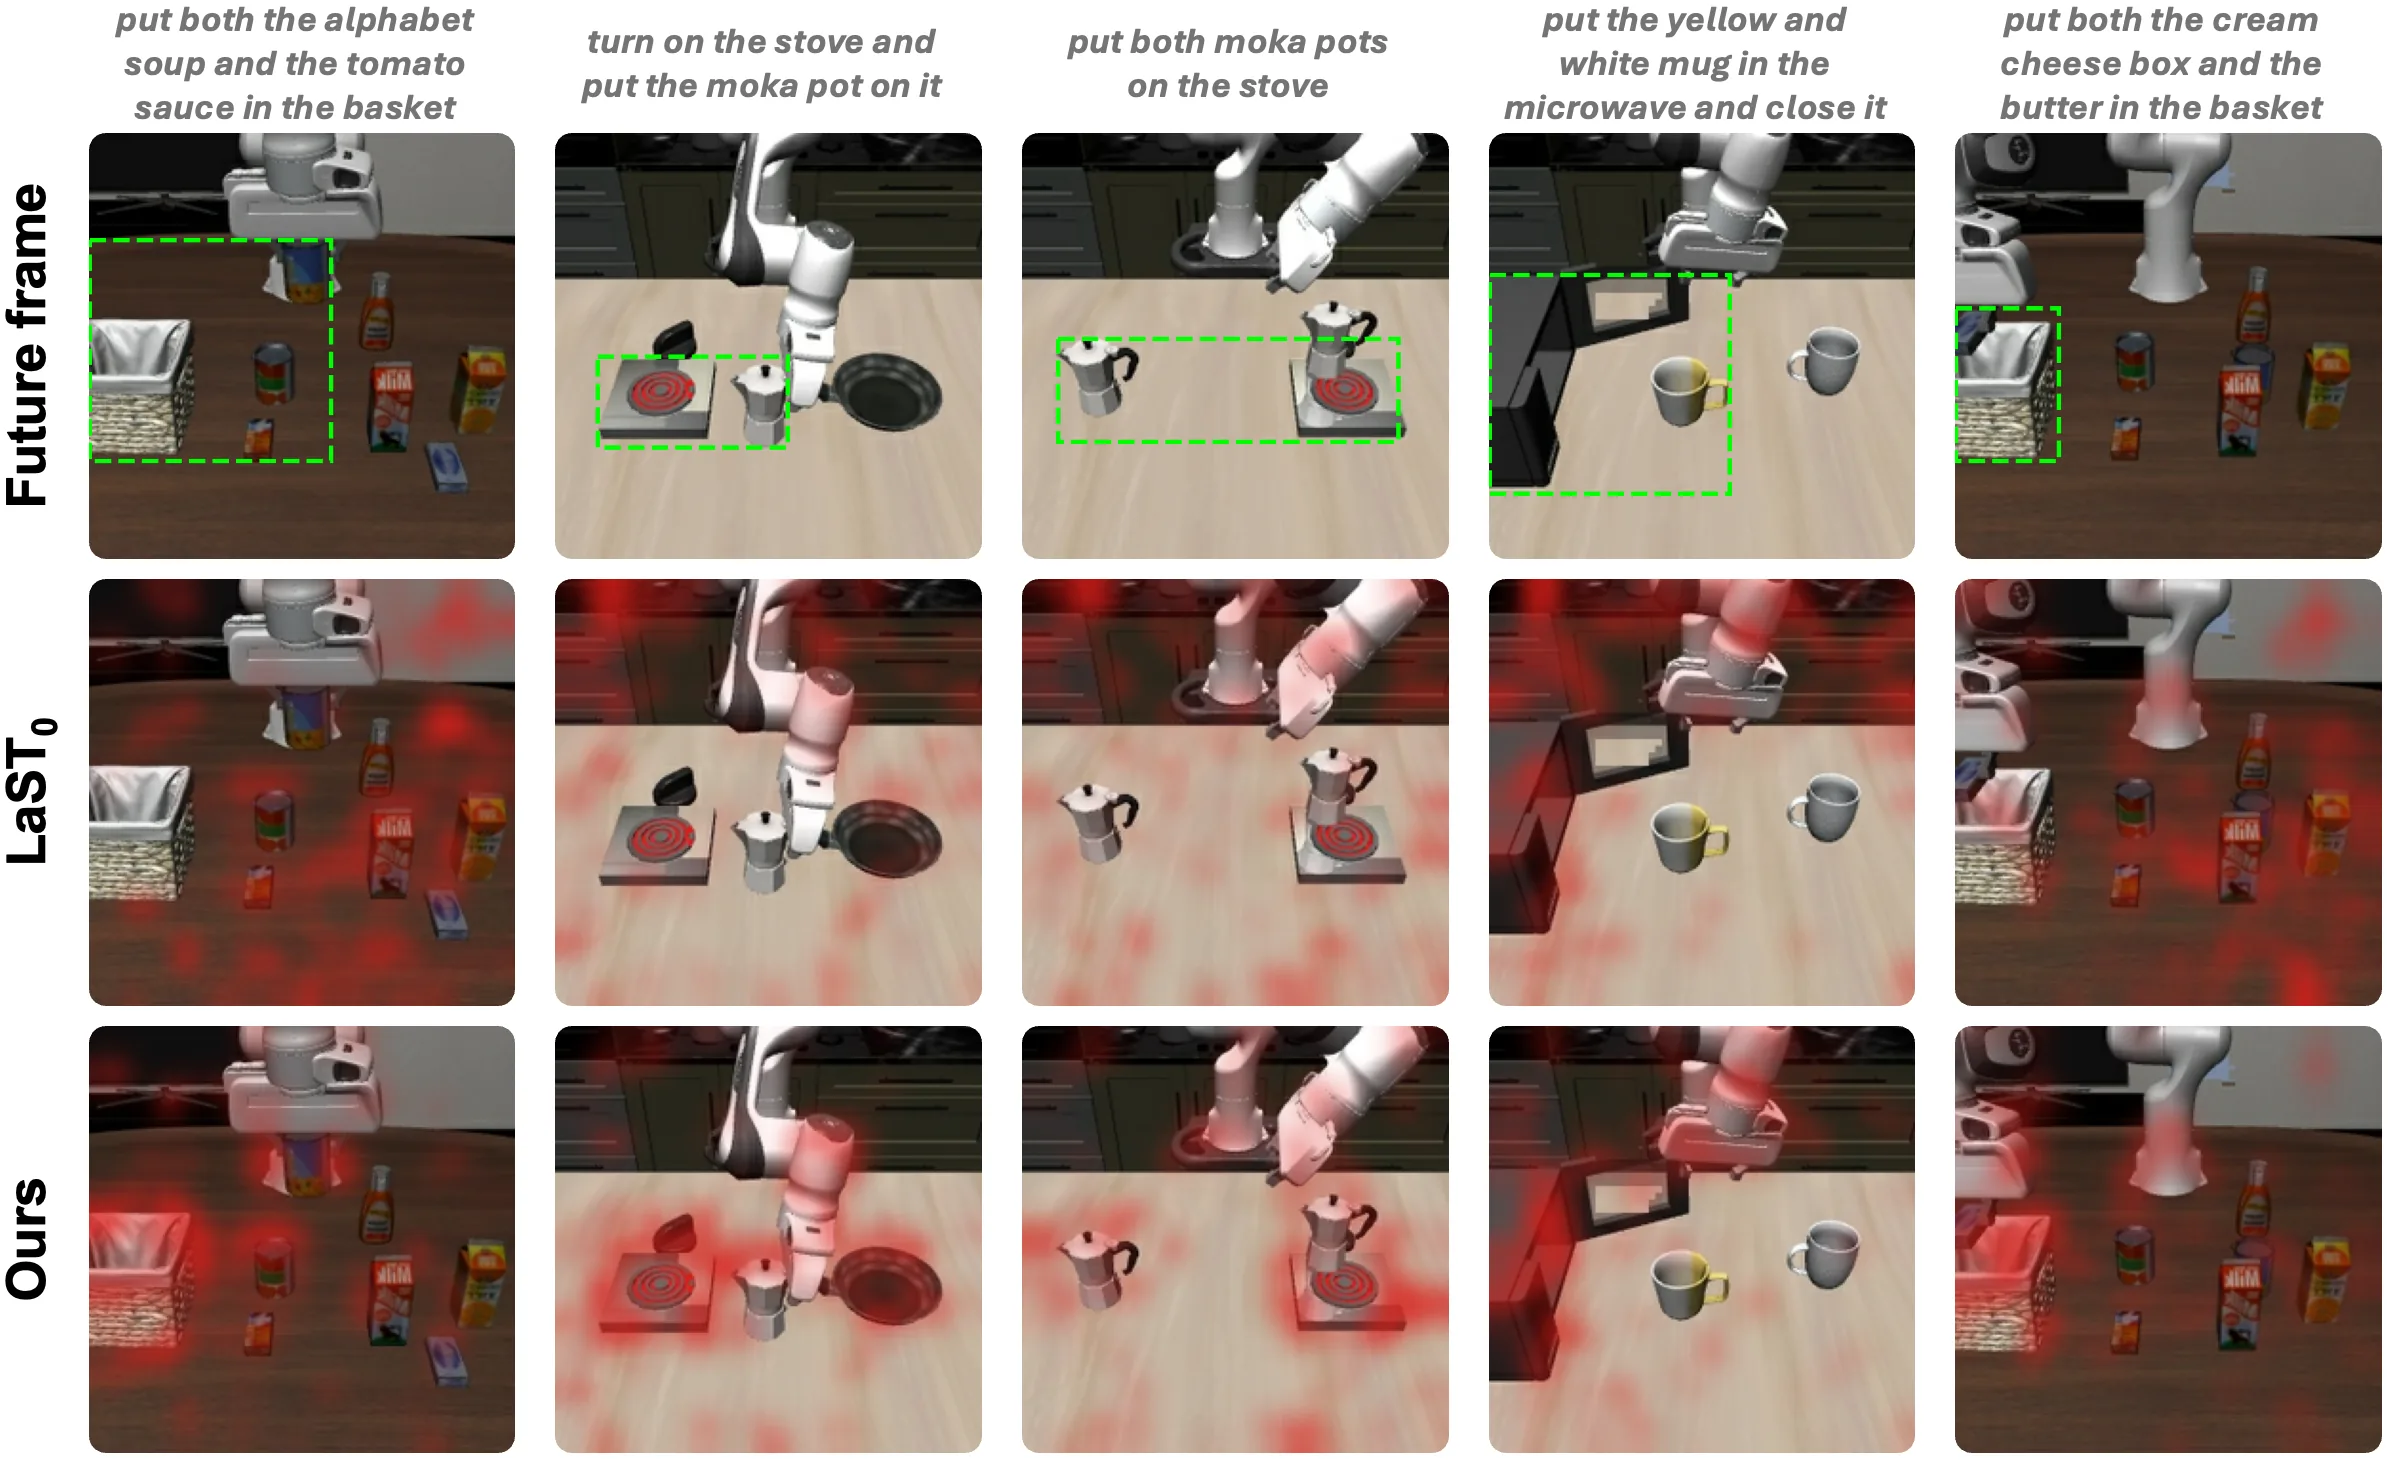 put both the alphabet
soup and the tomato
sauce in the basket
turn on the stove and
put the moka pot on it
put both moka pots
on the stove
put the yellow and
white mug in the
microwave and close it
put both the cream
cheese box and the
butter in the basket
Future frame
LaST₀
Ours